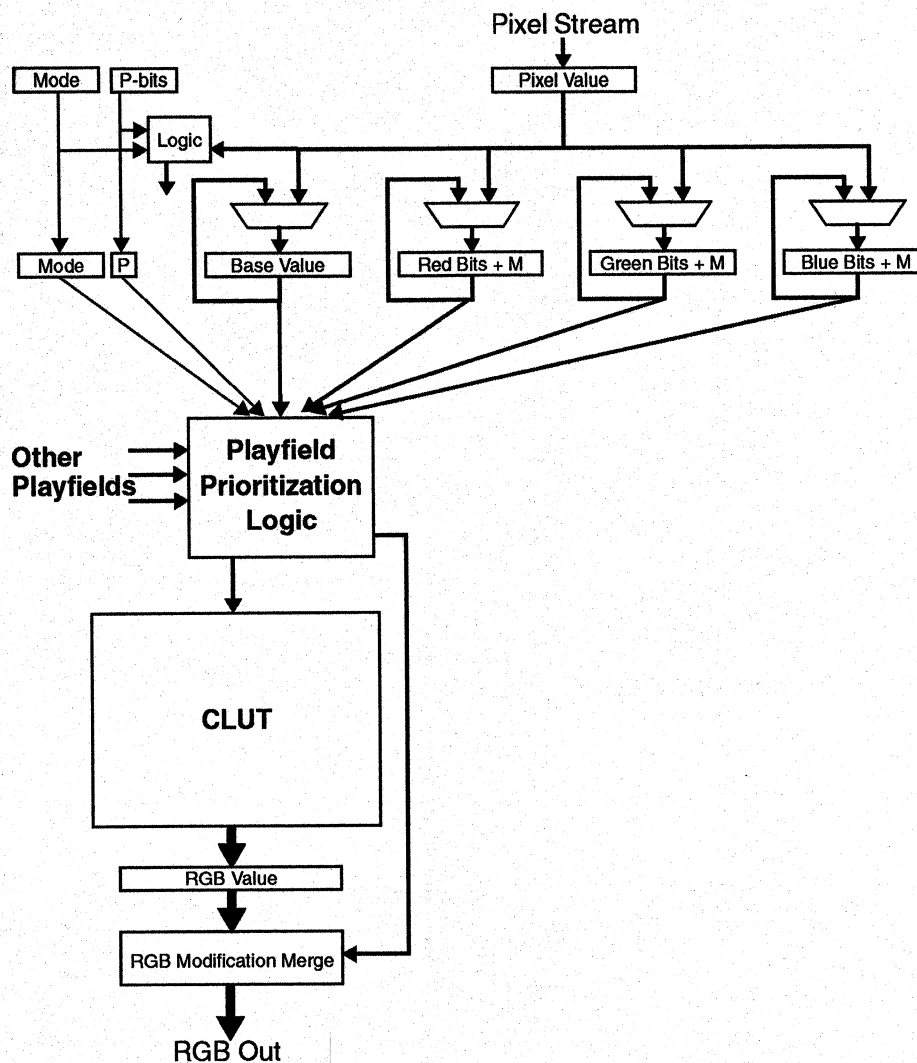 Pixel Stream
Mode
P-bits
Pixel Value
Logic
Mode
P
Base Value
Red Bits + M
Green Bits + M
Blue Bits + M
Other
Playfields
Playfield
Prioritization
Logic
CLUT
RGB Value
RGB Modification Merge
RGB Out